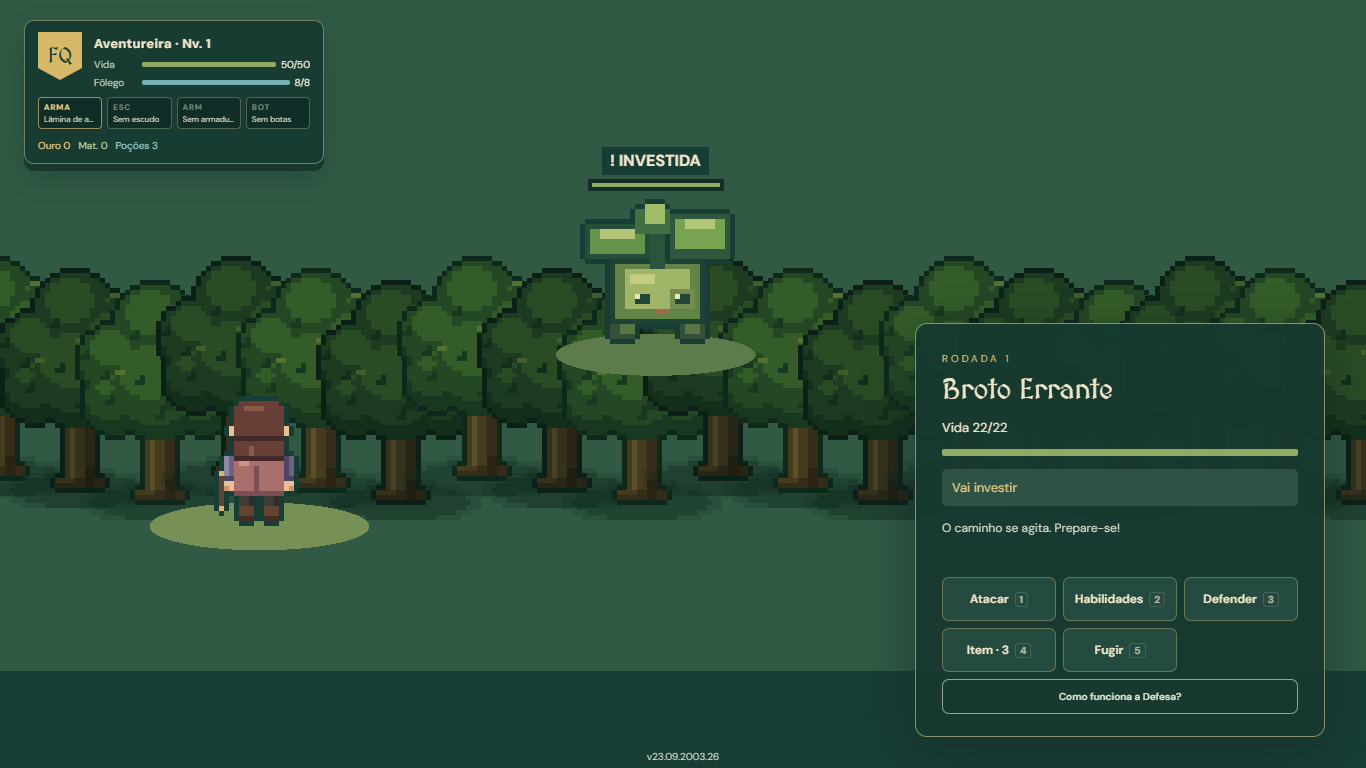 FQ
Aventureira · Nv. 1
Vida 50/50
Fôlego 8/8
ARMA
Lâmina de a...
ESC
Sem escudo
ARM
Sem armadu...
BOT
Sem botas
Ouro 0 Mat. 0 Poções 3
! INVESTIDA
RODADA 1
Broto Errante
Vida 22/22
Vai investir
O caminho se agita. Prepare-se!
Atacar 1
Habilidades 2
Defender 3
Item · 3 4
Fugir 5
Como funciona a Defesa?
v23.09.2003.26